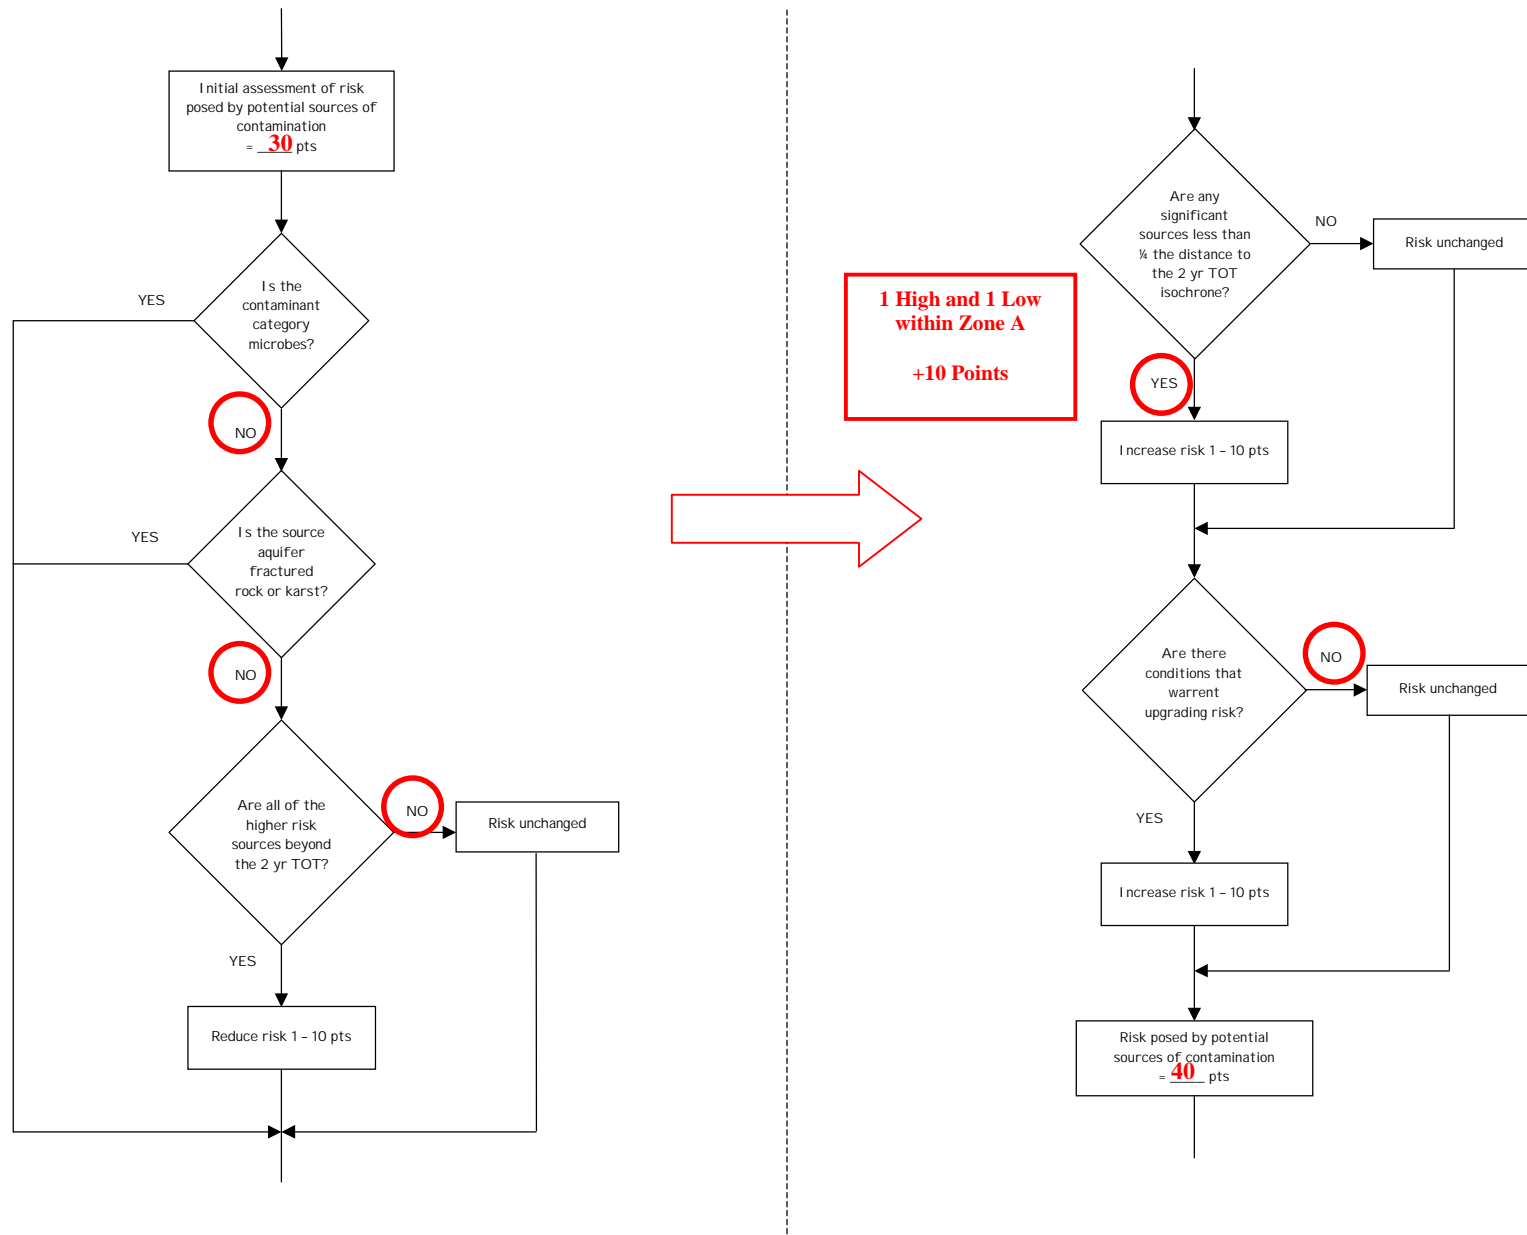 Initial assessment of risk
posed by potential sources of
contamination
= 30 pts
Is the
contaminant
category
microbes?
YES
NO
Is the source
aquifer
fractured
rock or karst?
YES
NO
Are all of the
higher risk
sources beyond
the 2 yr TOT?
NO
Risk unchanged
YES
Reduce risk 1 – 10 pts
Are any
significant
sources less than
¼ the distance to
the 2 yr TOT
isochrone?
NO
Risk unchanged
1 High and 1 Low
within Zone A
+10 Points
YES
Increase risk 1 – 10 pts
Are there
conditions that
warrent
upgrading risk?
NO
Risk unchanged
YES
Increase risk 1 – 10 pts
Risk posed by potential
sources of contamination
= 40 pts